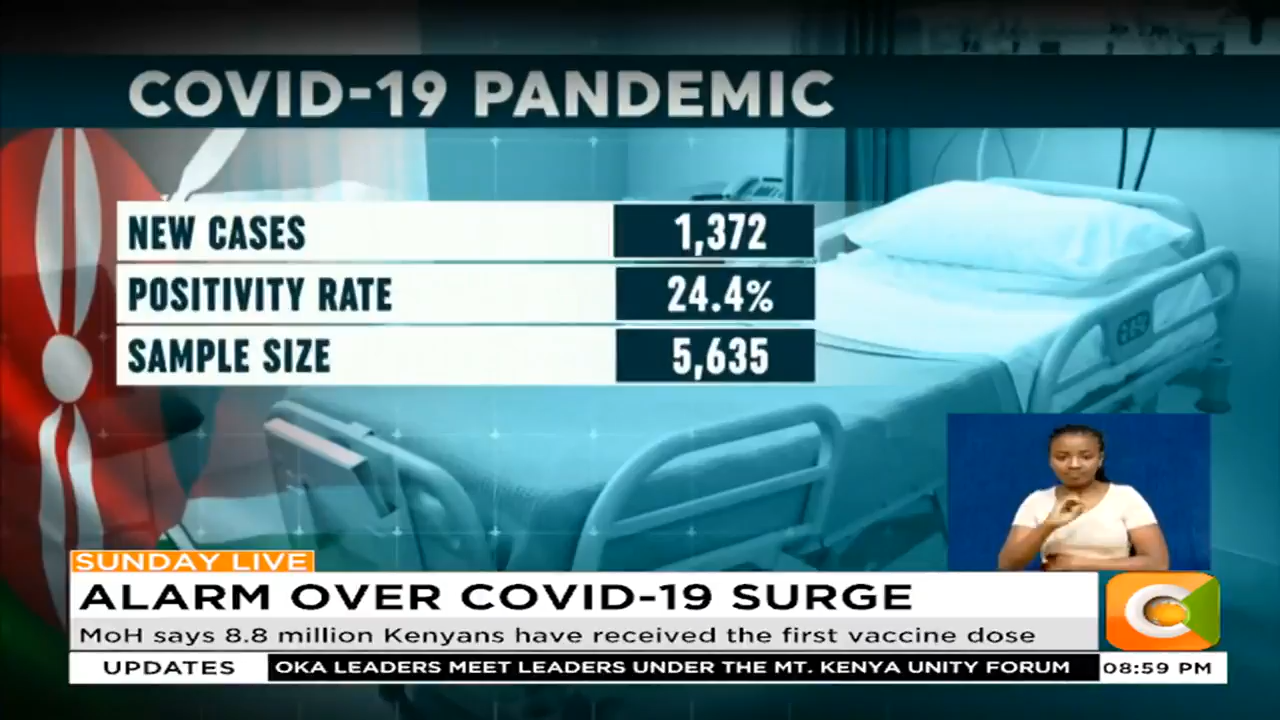 COVID-19 PANDEMIC
NEW CASES 1,372
POSITIVITY RATE 24.4%
SAMPLE SIZE 5,635
SUNDAY LIVE
ALARM OVER COVID-19 SURGE
MoH says 8.8 million Kenyans have received the first vaccine dose
UPDATES OKA LEADERS MEET LEADERS UNDER THE MT. KENYA UNITY FORUM 08:59 PM